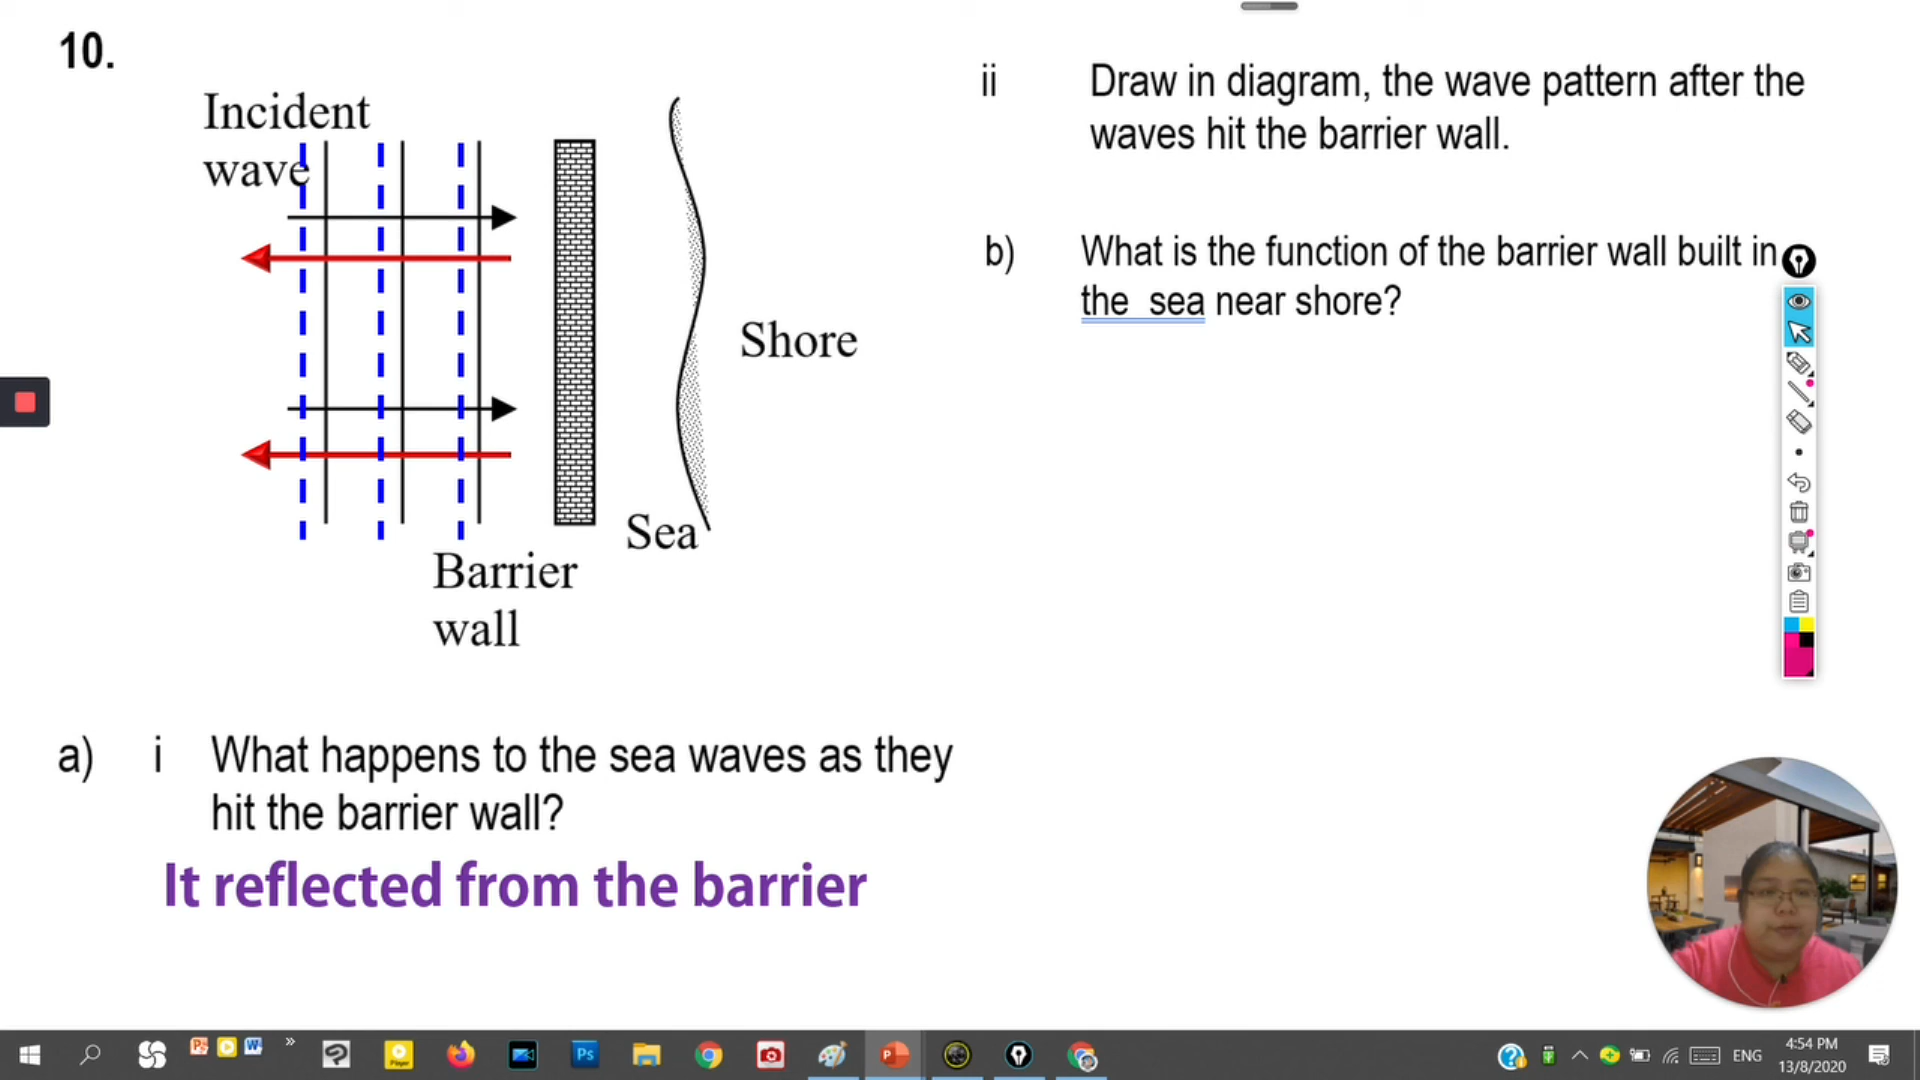 10.
Incident
wave
Shore
Sea
Barrier
wall
a) i What happens to the sea waves as they
hit the barrier wall?
It reflected from the barrier
ii Draw in diagram, the wave pattern after the
waves hit the barrier wall.
b) What is the function of the barrier wall built in
the sea near shore?
Ps
ENG
4:54 PM
13/8/2020